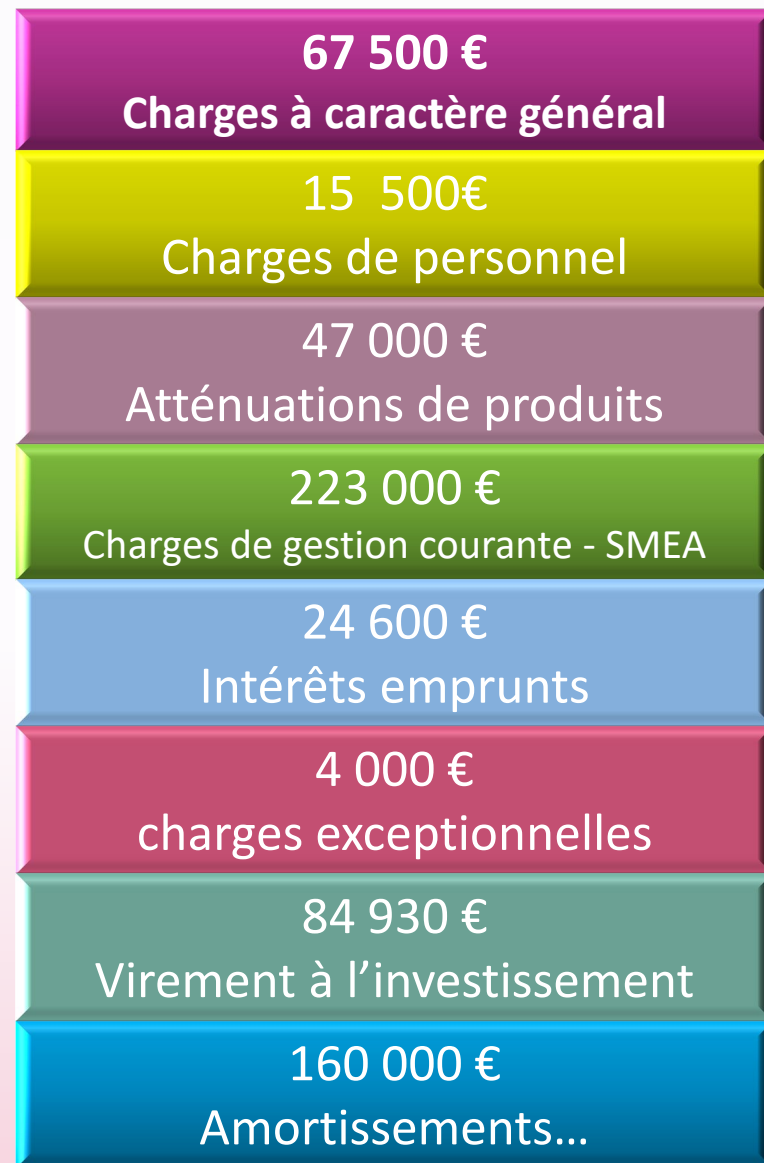 67 500 €
Charges à caractère général
15  500€
Charges de personnel
47 000 €
Atténuations de produits
223 000 €
Charges de gestion courante - SMEA
24 600 €
Intérêts emprunts
4 000 €
charges exceptionnelles
84 930 €
Virement à l’investissement
160 000 €
Amortissements…